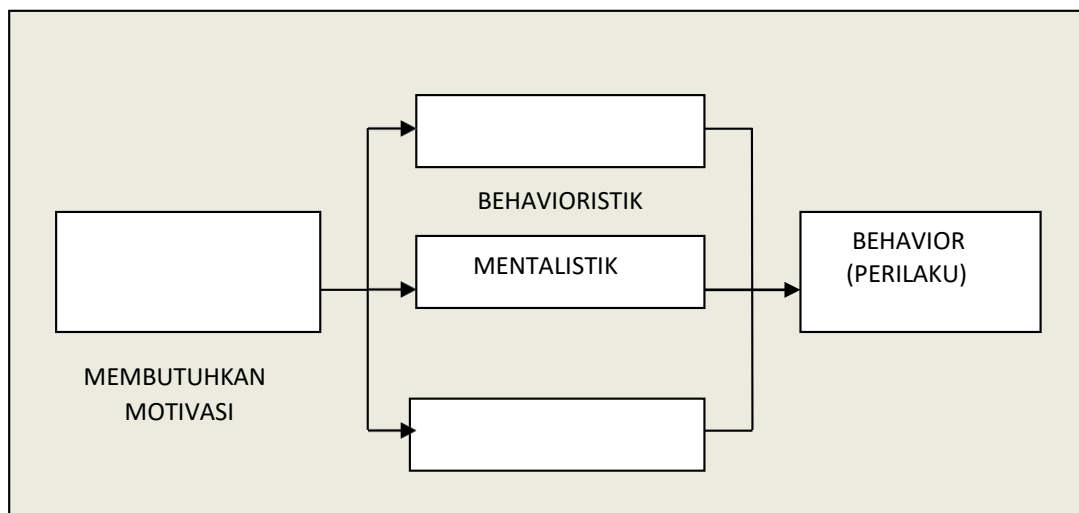 BEHAVIORISTIK
MENTALISTIK
BEHAVIOR
(PERILAKU)
MEMBUTUHKAN
MOTIVASI